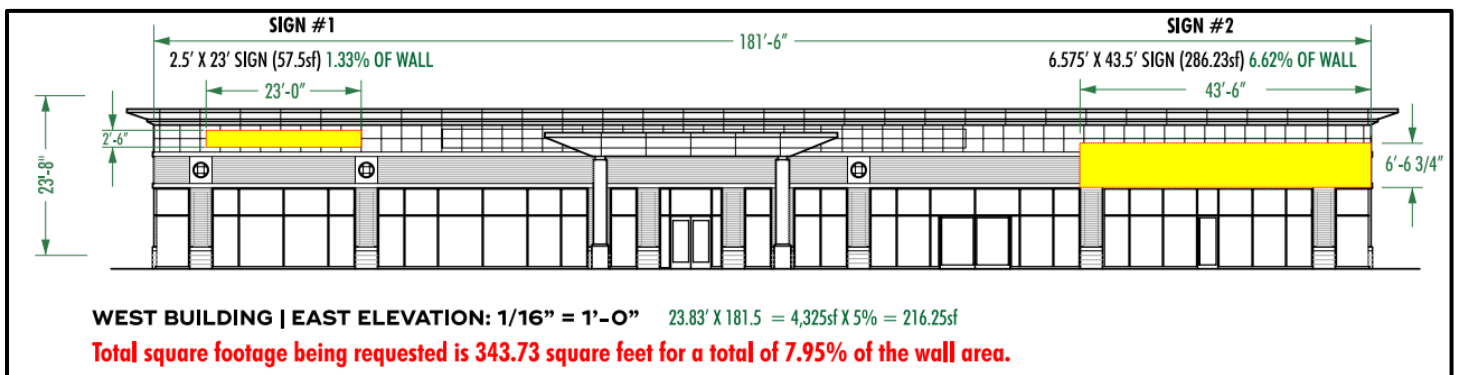 SIGN #1
SIGN #2
181'-6"
2.5' X 23' SIGN (57.5sf) 1.33% OF WALL
6.575' X 43.5' SIGN (286.23sf) 6.62% OF WALL
23'-0"
43'-6"
2'-6"
23'-8"
6'-6 3/4"
WEST BUILDING | EAST ELEVATION: 1/16" = 1'-0" 23.83' X 181.5 = 4,325sf X 5% = 216.25sf
Total square footage being requested is 343.73 square feet for a total of 7.95% of the wall area.